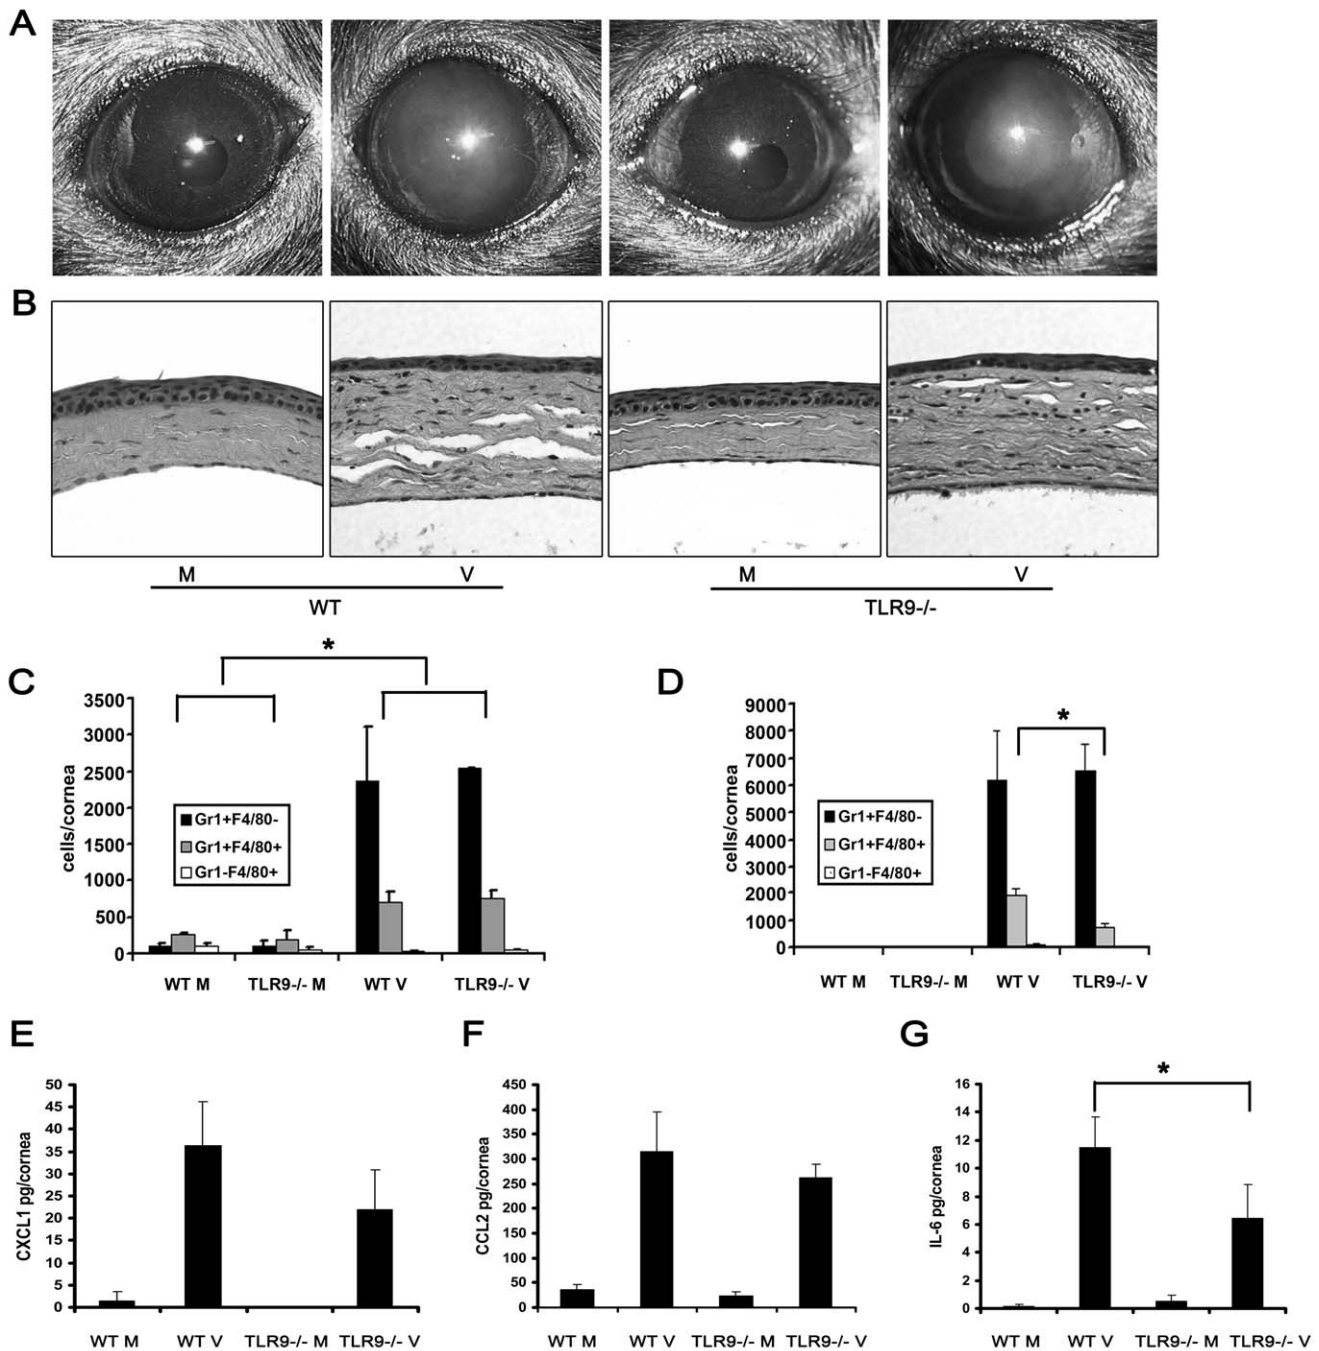 A
B
M V M V
WT TLR9-/-
C
*
cells/cornea
3500
3000
2500
2000
1500
1000
500
0
Gr1+F4/80-
Gr1+F4/80+
Gr1-F4/80+
WT M TLR9-/- M WT V TLR9-/- V
D
*
cells/cornea
9000
8000
7000
6000
5000
4000
3000
2000
1000
0
Gr1+F4/80-
Gr1+F4/80+
Gr1-F4/80+
WT M TLR9-/- M WT V TLR9-/- V
E
CXCL1 pg/cornea
50
45
40
35
30
25
20
15
10
5
0
WT M WT V TLR9-/- M TLR9-/- V
F
CCL2 pg/cornea
450
400
350
300
250
200
150
100
50
0
WT M WT V TLR9-/- M TLR9-/- V
G
*
IL-6 pg/cornea
16
14
12
10
8
6
4
2
0
WT M WT V TLR9-/- M TLR9-/- V